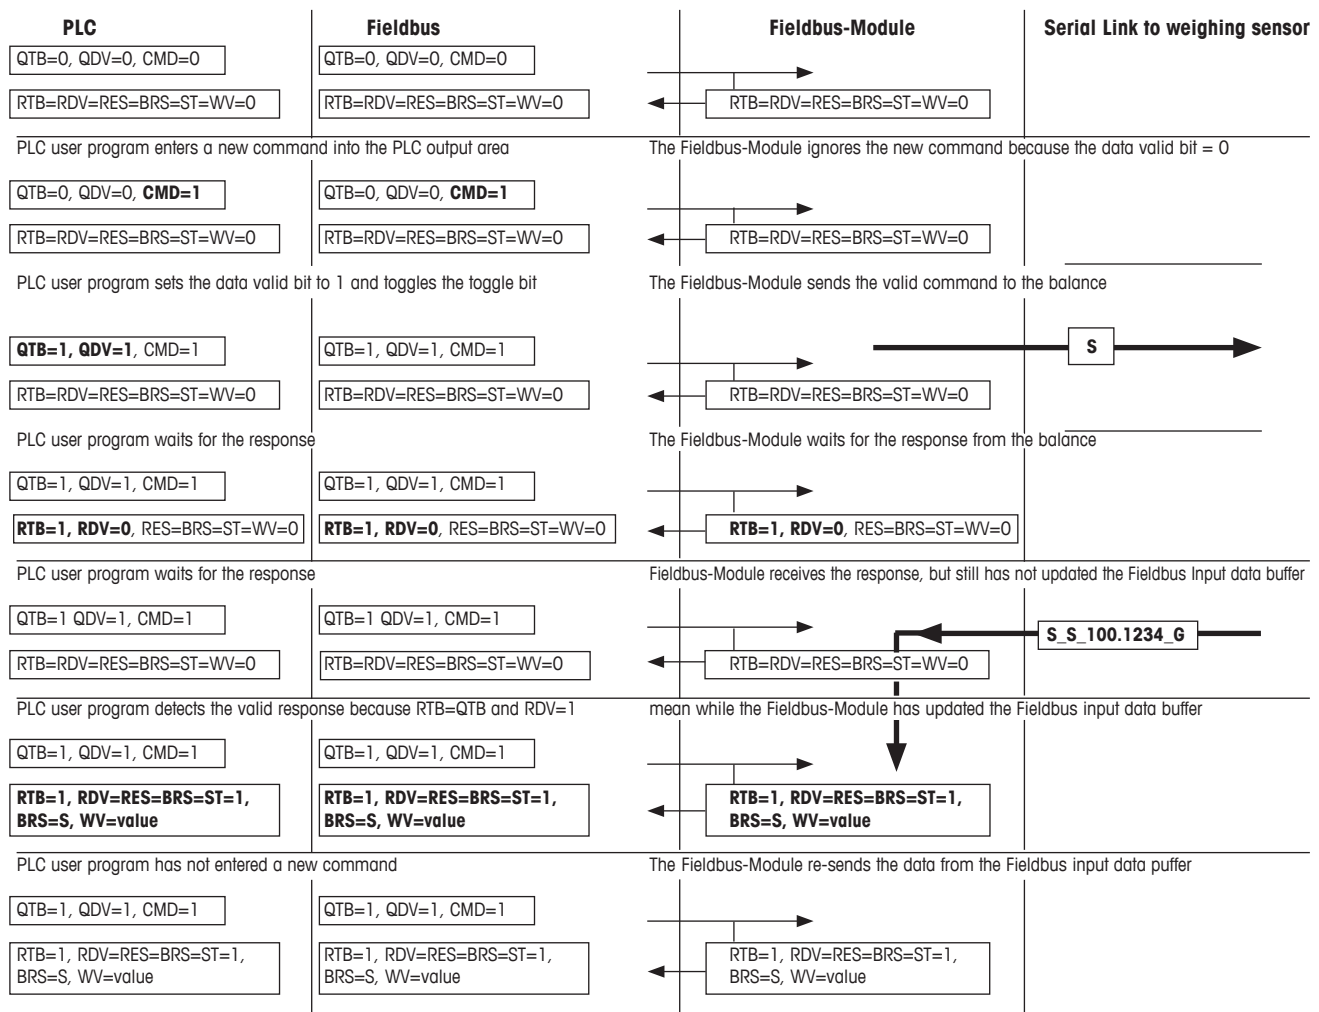 PLC Fieldbus Fieldbus-Module Serial Link to weighing sensor
QTB=0, QDV=0, CMD=0 QTB=0, QDV=0, CMD=0
RTB=RDV=RES=BRS=ST=WV=0 RTB=RDV=RES=BRS=ST=WV=0 RTB=RDV=RES=BRS=ST=WV=0
PLC user program enters a new command into the PLC output area The Fieldbus-Module ignores the new command because the data valid bit = 0
QTB=0, QDV=0, CMD=1 QTB=0, QDV=0, CMD=1
RTB=RDV=RES=BRS=ST=WV=0 RTB=RDV=RES=BRS=ST=WV=0 RTB=RDV=RES=BRS=ST=WV=0
PLC user program sets the data valid bit to 1 and toggles the toggle bit The Fieldbus-Module sends the valid command to the balance
QTB=1, QDV=1, CMD=1 QTB=1, QDV=1, CMD=1 S
RTB=RDV=RES=BRS=ST=WV=0 RTB=RDV=RES=BRS=ST=WV=0 RTB=RDV=RES=BRS=ST=WV=0
PLC user program waits for the response The Fieldbus-Module waits for the response from the balance
QTB=1, QDV=1, CMD=1 QTB=1, QDV=1, CMD=1
RTB=1, RDV=0, RES=BRS=ST=WV=0 RTB=1, RDV=0, RES=BRS=ST=WV=0 RTB=1, RDV=0, RES=BRS=ST=WV=0
PLC user program waits for the response Fieldbus-Module receives the response, but still has not updated the Fieldbus Input data buffer
QTB=1 QDV=1, CMD=1 QTB=1 QDV=1, CMD=1 S_S_100.1234_G
RTB=RDV=RES=BRS=ST=WV=0 RTB=RDV=RES=BRS=ST=WV=0 RTB=RDV=RES=BRS=ST=WV=0
PLC user program detects the valid response because RTB=QTB and RDV=1 mean while the Fieldbus-Module has updated the Fieldbus input data buffer
QTB=1, QDV=1, CMD=1 QTB=1, QDV=1, CMD=1
RTB=1, RDV=RES=BRS=ST=1, RTB=1, RDV=RES=BRS=ST=1, RTB=1, RDV=RES=BRS=ST=1,
BRS=S, WV=value BRS=S, WV=value BRS=S, WV=value
PLC user program has not entered a new command The Fieldbus-Module re-sends the data from the Fieldbus input data puffer
QTB=1, QDV=1, CMD=1 QTB=1, QDV=1, CMD=1
RTB=1, RDV=RES=BRS=ST=1, RTB=1, RDV=RES=BRS=ST=1, RTB=1, RDV=RES=BRS=ST=1,
BRS=S, WV=value BRS=S, WV=value BRS=S, WV=value